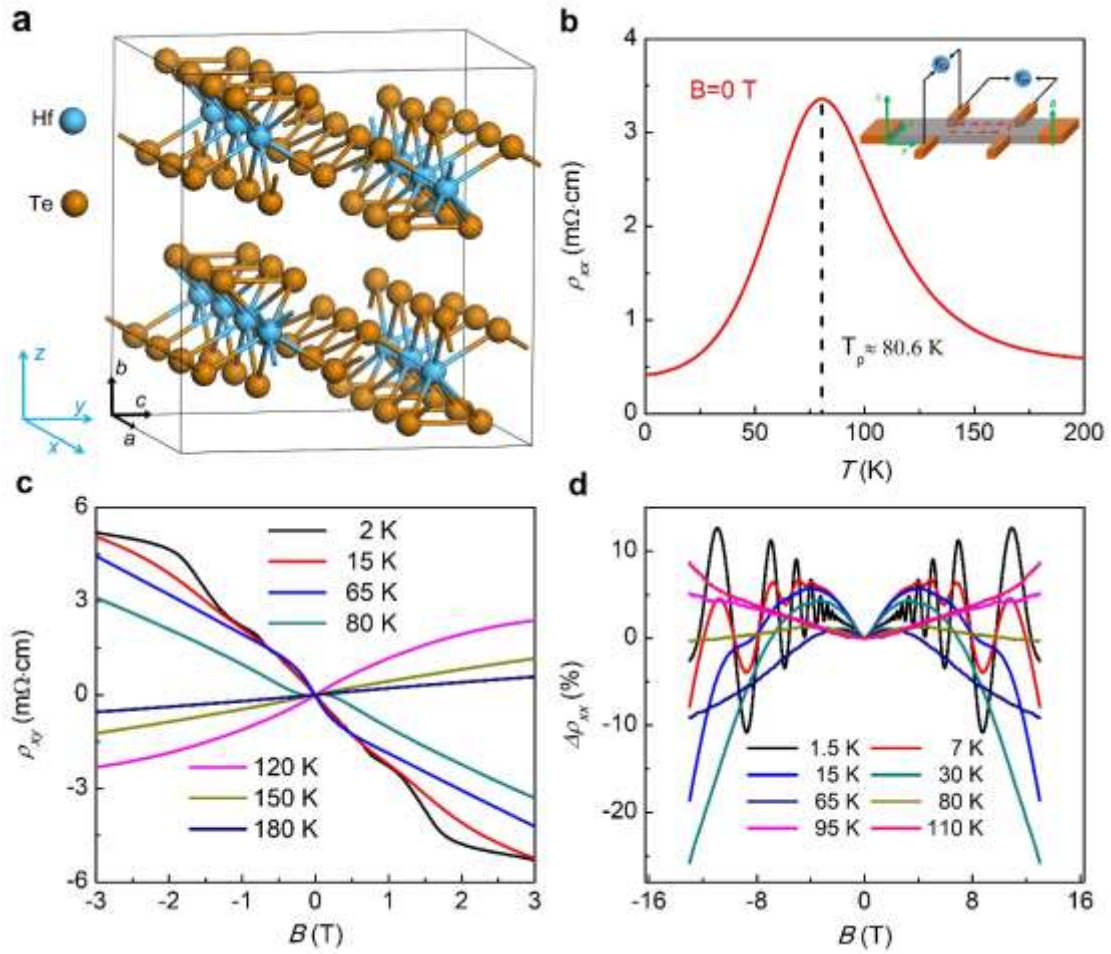 a
Hf
Te
z
y
x
b
c
a
b
4
3
2
1
0
B=0 T
T_p ≈ 80.6 K
ρ_xx (mΩ·cm)
0 50 100 150 200
T (K)
c
6
3
0
-3
-6
2 K
15 K
65 K
80 K
120 K
150 K
180 K
ρ_xy (mΩ·cm)
-3 -2 -1 0 1 2 3
B (T)
d
10
0
-10
-20
1.5 K 7 K
15 K 30 K
65 K 80 K
95 K 110 K
Δρ_xx (%)
-16 -8 0 8 16
B (T)